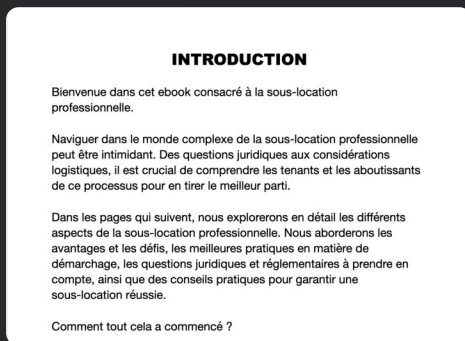 INTRODUCTION
Bienvenue dans cet ebook consacré à la sous-location
professionnelle.
Naviguer dans le monde complexe de la sous-location professionnelle
peut être intimidant. Des questions juridiques aux considérations
logistiques, il est crucial de comprendre les tenants et les aboutissants
de ce processus pour en tirer le meilleur parti.
Dans les pages qui suivent, nous explorerons en détail les différents
aspects de la sous-location professionnelle. Nous aborderons les
avantages et les défis, les meilleures pratiques en matière de
démarchage, les questions juridiques et réglementaires à prendre en
compte, ainsi que des conseils pratiques pour garantir une
sous-location réussie.
Comment tout cela a commencé ?